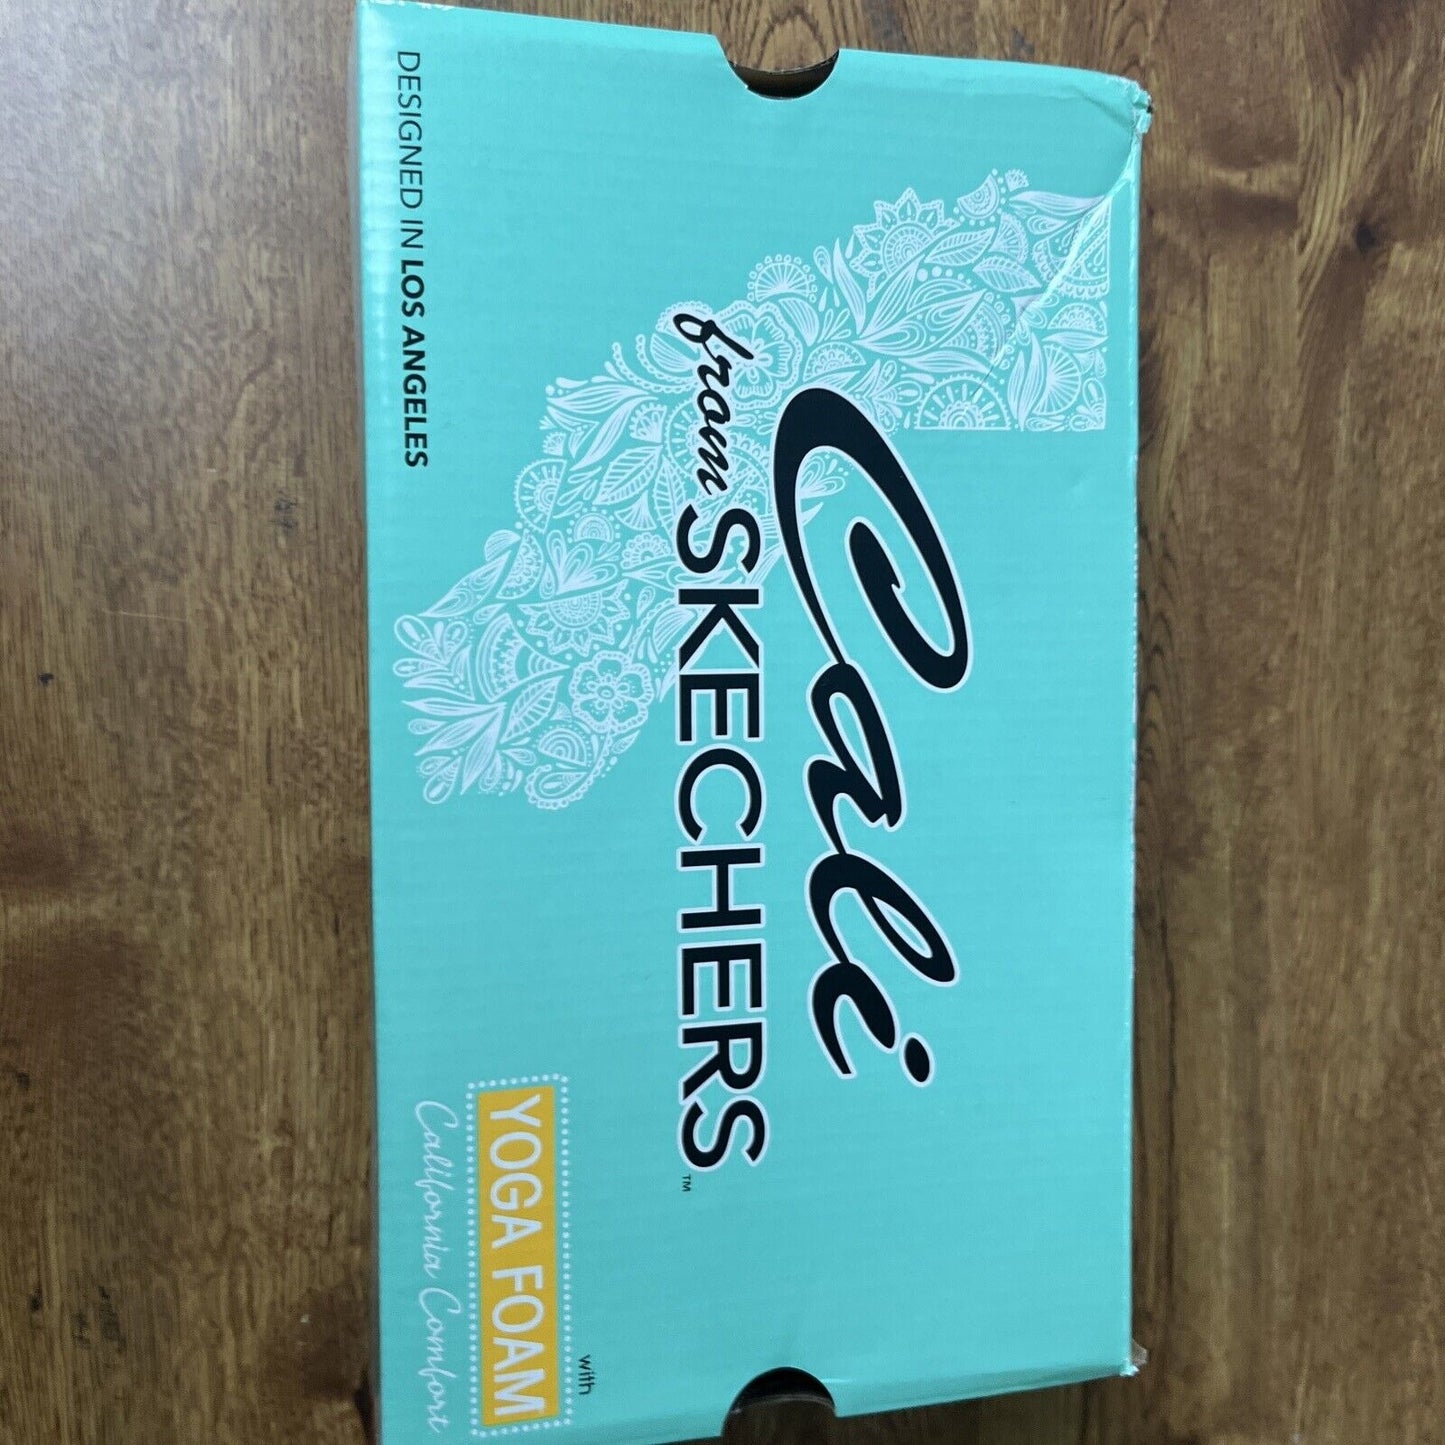 Cali
from SKECHERS™
DESIGNED IN LOS ANGELES
with
YOGA FOAM
California Comfort